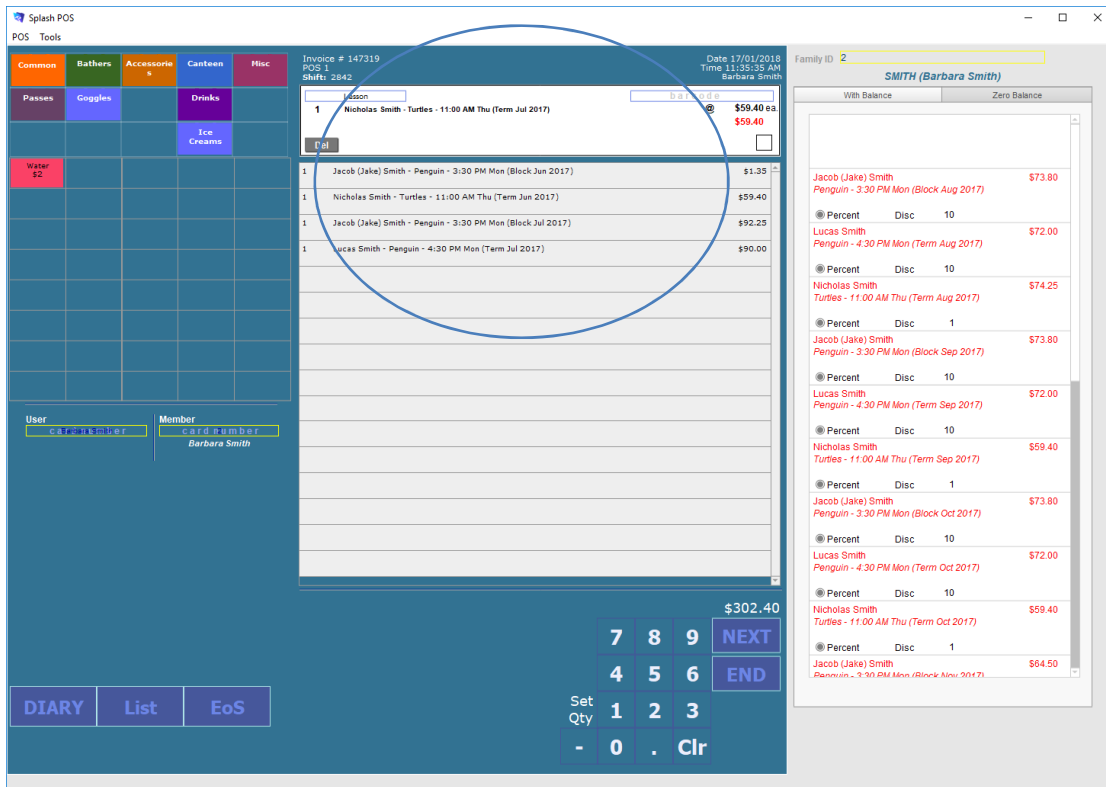 Splash POS
POS Tools
Common Bathers Accessories Canteen Misc
Passes Goggles Drinks
Ice Creams
Water $2
User Member
card number
Barbara Smith
DIARY List EoS
Invoice # 147319 Date 17/01/2018
POS 1 Time 11:35:35 AM
Shift: 2842 Barbara Smith
Lesson barcode
1 Nicholas Smith - Turtles - 11:00 AM Thu (Term Jul 2017) @ $59.40 ea.
$59.40
Del
1 Jacob (Jake) Smith - Penguin - 3:30 PM Mon (Block Jun 2017) $1.35
1 Nicholas Smith - Turtles - 11:00 AM Thu (Term Jun 2017) $59.40
1 Jacob (Jake) Smith - Penguin - 3:30 PM Mon (Block Jul 2017) $92.25
1 Lucas Smith - Penguin - 4:30 PM Mon (Term Jul 2017) $90.00
$302.40
7 8 9 NEXT
4 5 6 END
Set Qty 1 2 3
- 0 . Clr
Family ID 2
SMITH (Barbara Smith)
With Balance Zero Balance
Jacob (Jake) Smith $73.80
Penguin - 3:30 PM Mon (Block Aug 2017)
Percent Disc 10
Lucas Smith $72.00
Penguin - 4:30 PM Mon (Term Aug 2017)
Percent Disc 10
Nicholas Smith $74.25
Turtles - 11:00 AM Thu (Term Aug 2017)
Percent Disc 1
Jacob (Jake) Smith $73.80
Penguin - 3:30 PM Mon (Block Sep 2017)
Percent Disc 10
Lucas Smith $72.00
Penguin - 4:30 PM Mon (Term Sep 2017)
Percent Disc 10
Nicholas Smith $59.40
Turtles - 11:00 AM Thu (Term Sep 2017)
Percent Disc 1
Jacob (Jake) Smith $73.80
Penguin - 3:30 PM Mon (Block Oct 2017)
Percent Disc 10
Lucas Smith $72.00
Penguin - 4:30 PM Mon (Term Oct 2017)
Percent Disc 10
Nicholas Smith $59.40
Turtles - 11:00 AM Thu (Term Oct 2017)
Percent Disc 1
Jacob (Jake) Smith $64.50
Penguin - 3:30 PM Mon (Block Nov 2017)